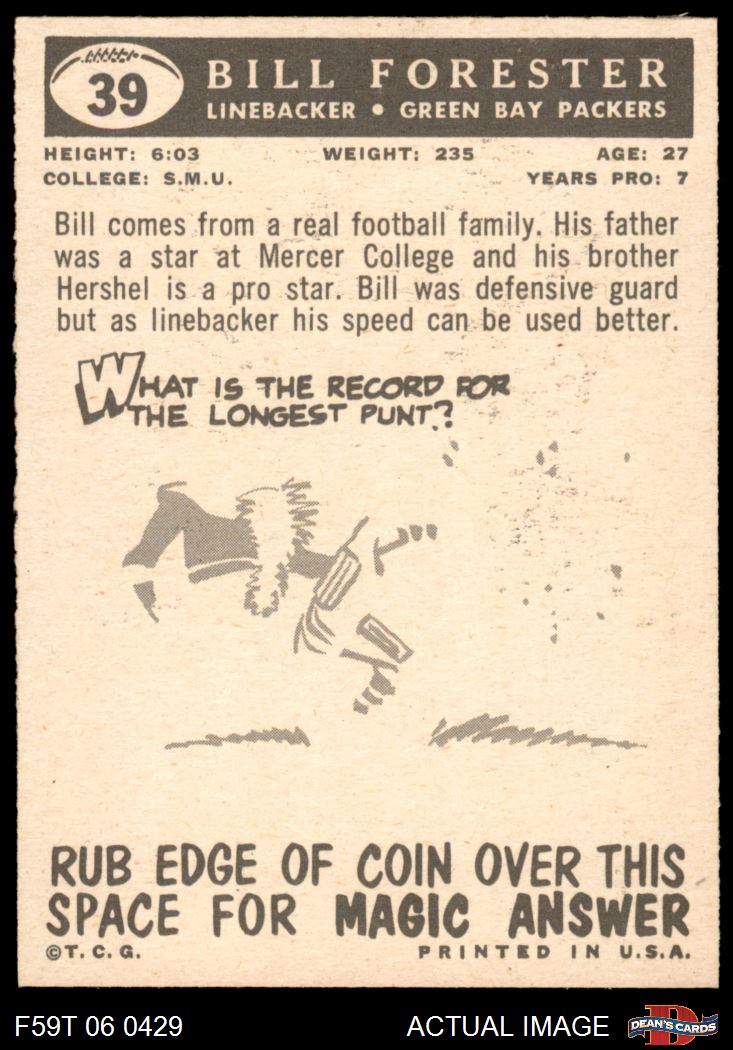 39
BILL FORESTER
LINEBACKER • GREEN BAY PACKERS
HEIGHT: 6:03 WEIGHT: 235 AGE: 27
COLLEGE: S.M.U. YEARS PRO: 7
Bill comes from a real football family. His father
was a star at Mercer College and his brother
Hershel is a pro star. Bill was defensive guard
but as linebacker his speed can be used better.
WHAT IS THE RECORD FOR
THE LONGEST PUNT?
RUB EDGE OF COIN OVER THIS
SPACE FOR MAGIC ANSWER
©T.C.G. PRINTED IN U.S.A.
F59T 06 0429 ACTUAL IMAGE D DEAN'S CARDS